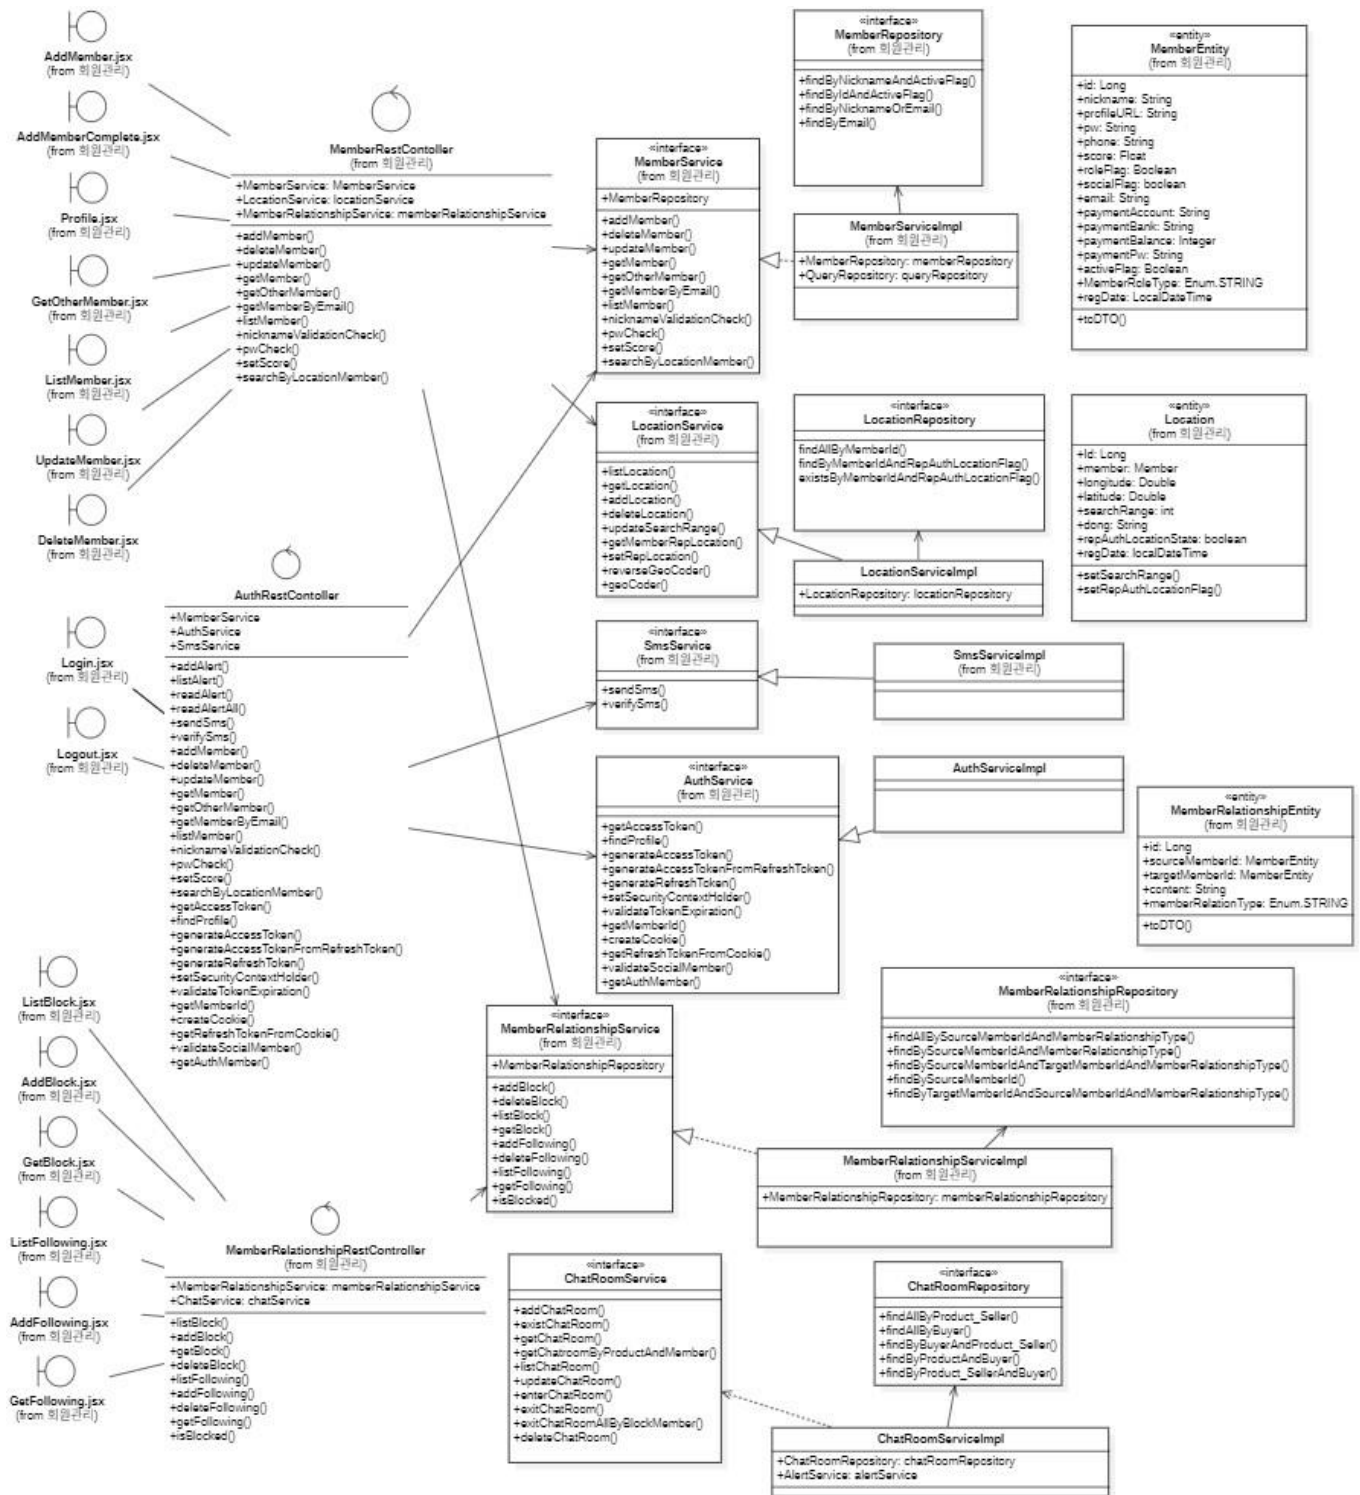 AddMember.jsx
(from 회원관리)
AddMemberComplete.jsx
(from 회원관리)
Profile.jsx
(from 회원관리)
GetOtherMember.jsx
(from 회원관리)
ListMember.jsx
(from 회원관리)
UpdateMember.jsx
(from 회원관리)
DeleteMember.jsx
(from 회원관리)
Login.jsx
(from 회원관리)
Logout.jsx
(from 회원관리)
ListBlock.jsx
(from 회원관리)
AddBlock.jsx
(from 회원관리)
GetBlock.jsx
(from 회원관리)
ListFollowing.jsx
(from 회원관리)
AddFollowing.jsx
(from 회원관리)
GetFollowing.jsx
(from 회원관리)
MemberRestContoller
(from 회원관리)
+MemberService: MemberService
+LocationService: locationService
+MemberRelationshipService: memberRelationshipService
+addMember()
+deleteMember()
+updateMember()
+getMember()
+getOtherMember()
+getMemberByEmail()
+listMember()
+nicknameValidationCheck()
+pwCheck()
+setScore()
+searchByLocationMember()
AuthRestContoller
+MemberService
+AuthService
+SmsService
+addAlert()
+listAlert()
+readAlert()
+readAlertAll()
+sendSms()
+verifySms()
+addMember()
+deleteMember()
+updateMember()
+getMember()
+getOtherMember()
+getMemberByEmail()
+listMember()
+nicknameValidationCheck()
+pwCheck()
+setScore()
+searchByLocationMember()
+getAccessToken()
+findProfile()
+generateAccessToken()
+generateAccessTokenFromRefreshToken()
+generateRefreshToken()
+setSecurityContextHolder()
+validateTokenExpiration()
+getMemberId()
+createCookie()
+getRefreshTokenFromCookie()
+validateSocialMember()
+getAuthMember()
MemberRelationshipRestController
(from 회원관리)
+MemberRelationshipService: memberRelationshipService
+ChatService: chatService
+listBlock()
+addBlock()
+getBlock()
+deleteBlock()
+listFollowing()
+addFollowing()
+deleteFollowing()
+getFollowing()
+isBlocked()
«interface»
MemberService
(from 회원관리)
+MemberRepository
+addMember()
+deleteMember()
+updateMember()
+getMember()
+getOtherMember()
+getMemberByEmail()
+listMember()
+nicknameValidationCheck()
+pwCheck()
+setScore()
+searchByLocationMember()
«interface»
LocationService
(from 회원관리)
+listLocation()
+getLocation()
+addLocation()
+deleteLocation()
+updateSearchRange()
+getMemberRepLocation()
+setRepLocation()
+reverseGeoCoder()
+geoCoder()
«interface»
SmsService
(from 회원관리)
+sendSms()
+verifySms()
«interface»
AuthService
(from 회원관리)
+getAccessToken()
+findProfile()
+generateAccessToken()
+generateAccessTokenFromRefreshToken()
+generateRefreshToken()
+setSecurityContextHolder()
+validateTokenExpiration()
+getMemberId()
+createCookie()
+getRefreshTokenFromCookie()
+validateSocialMember()
+getAuthMember()
«interface»
MemberRelationshipService
(from 회원관리)
+MemberRelationshipRepository
+addBlock()
+deleteBlock()
+listBlock()
+getBlock()
+addFollowing()
+deleteFollowing()
+listFollowing()
+getFollowing()
+isBlocked()
«interface»
ChatRoomService
+addChatRoom()
+existChatRoom()
+getChatRoom()
+getChatroomByProductAndMember()
+listChatRoom()
+updateChatRoom()
+enterChatRoom()
+exitChatRoom()
+exitChatRoomAllByBlockMember()
+deleteChatRoom()
«interface»
MemberRepository
(from 회원관리)
+findByNicknameAndActiveFlag()
+findByIdAndActiveFlag()
+findByNicknameOrEmail()
+findByEmail()
MemberServiceImpl
(from 회원관리)
+MemberRepository: memberRepository
+QueryRepository: queryRepository
«interface»
LocationRepository
(from 회원관리)
findAllByMemberId()
findByMemberIdAndRepAuthLocationFlag()
existsByMemberIdAndRepAuthLocationFlag()
LocationServiceImpl
+LocationRepository: locationRepository
SmsServiceImpl
(from 회원관리)
AuthServiceImpl
«interface»
MemberRelationshipRepository
(from 회원관리)
+findAllBySourceMemberIdAndMemberRelationshipType()
+findBySourceMemberIdAndMemberRelationshipType()
+findBySourceMemberIdAndTargetMemberIdAndMemberRelationshipType()
+findBySourceMemberId()
+findByTargetMemberIdAndSourceMemberIdAndMemberRelationshipType()
MemberRelationshipServiceImpl
(from 회원관리)
+MemberRelationshipRepository: memberRelationshipRepository
«interface»
ChatRoomRepository
+findAllByProduct_Seller()
+findAllByBuyer()
+findByBuyerAndProduct_Seller()
+findByProductAndBuyer()
+findByProduct_SellerAndBuyer()
ChatRoomServiceImpl
+ChatRoomRepository: chatRoomRepository
+AlertService: alertService
«entity»
MemberEntity
(from 회원관리)
+id: Long
+nickname: String
+profileURL: String
+pw: String
+phone: String
+score: Float
+roleFlag: Boolean
+socialFlag: boolean
+email: String
+paymentAccount: String
+paymentBank: String
+paymentBalance: Integer
+paymentPw: String
+activeFlag: Boolean
+MemberRoleType: Enum.STRING
+regDate: LocalDateTime
+toDTO()
«entity»
Location
(from 회원관리)
+Id: Long
+member: Member
+longitude: Double
+latitude: Double
+searchRange: int
+dong: String
+repAuthLocationState: boolean
+regDate: localDateTime
+setSearchRange()
+setRepAuthLocationFlag()
«entity»
MemberRelationshipEntity
(from 회원관리)
+id: Long
+sourceMemberId: MemberEntity
+targetMemberId: MemberEntity
+content: String
+memberRelationType: Enum.STRING
+toDTO()